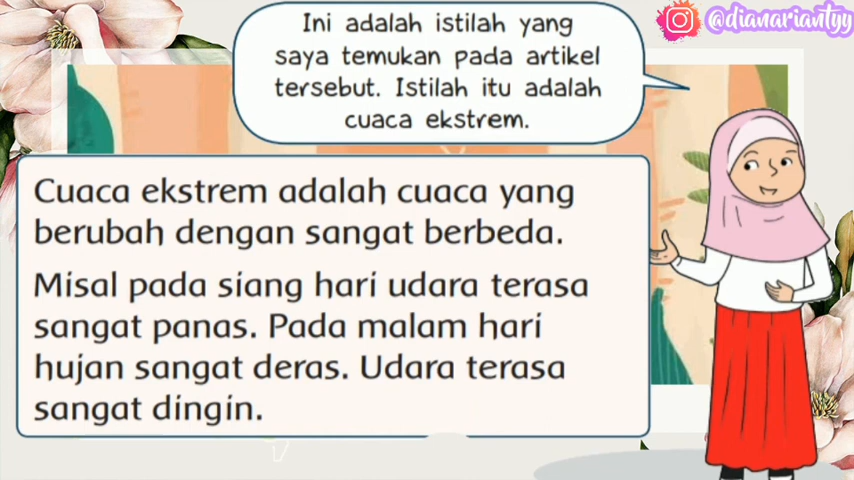 Ini adalah istilah yang
saya temukan pada artikel
tersebut. Istilah itu adalah
cuaca ekstrem.
@dianariantyy
Cuaca ekstrem adalah cuaca yang
berubah dengan sangat berbeda.
Misal pada siang hari udara terasa
sangat panas. Pada malam hari
hujan sangat deras. Udara terasa
sangat dingin.